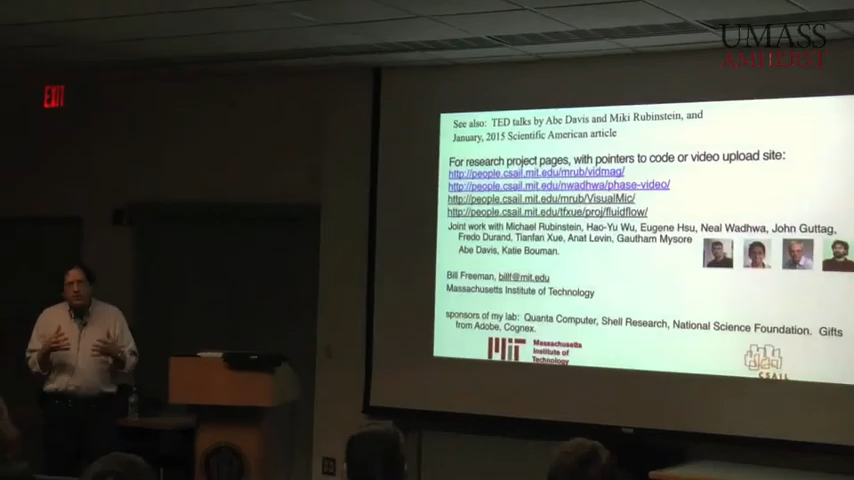 UMASS
AMHERST
EXIT
See also: TED talks by Abe Davis and Miki Rubinstein, and
January, 2015 Scientific American article
For research project pages, with pointers to code or video upload site:
http://people.csail.mit.edu/mrub/vidmag/
http://people.csail.mit.edu/nwadhwa/phase-video/
http://people.csail.mit.edu/mrub/VisualMic/
http://people.csail.mit.edu/tfxue/proj/fluidflow/
Joint work with Michael Rubinstein, Hao-Yu Wu, Eugene Hsu, Neal Wadhwa, John Guttag,
Fredo Durand, Tianfan Xue, Anat Levin, Gautham Mysore
Abe Davis, Katie Bouman.
Bill Freeman, billf@mit.edu
Massachusetts Institute of Technology
sponsors of my lab: Quanta Computer, Shell Research, National Science Foundation. Gifts
from Adobe, Cognex.
MIT
Massachusetts
Institute of
Technology
CSAIL